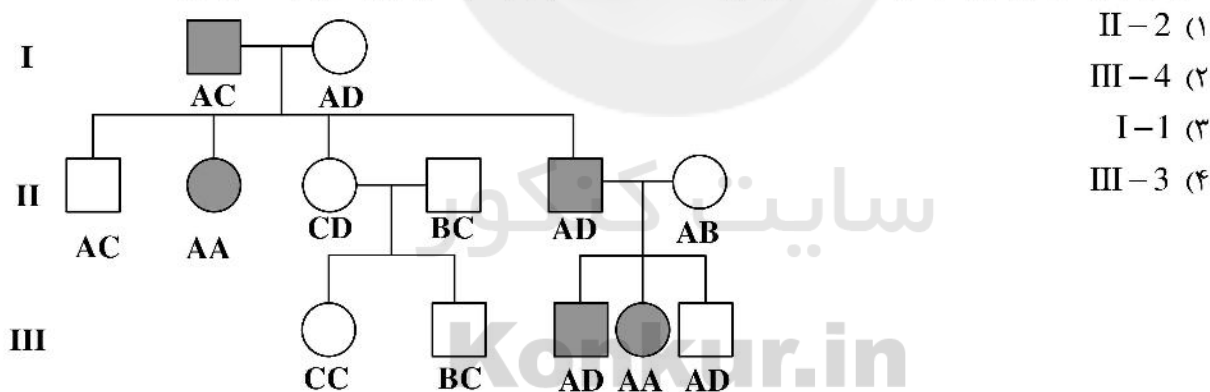 I
AC AD
II
AC AA CD BC AD AB
III
CC BC AD AA AD
۱) II – 2
۲) III – 4
۳) I – 1
۴) III – 3
سایت کنکور
Konkur.in